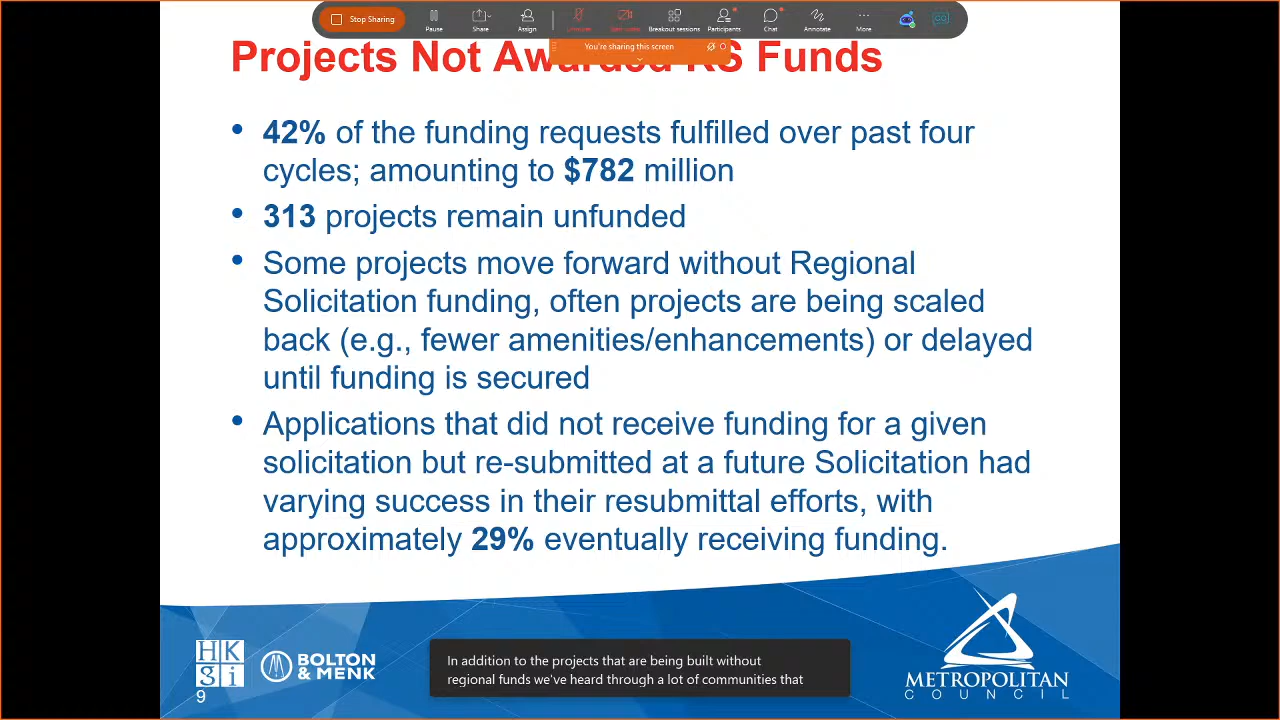 Stop Sharing
Pause
Share
Assign
Breakout sessions
Participants
Chat
Annotate
More
You're sharing this screen
Projects Not Awarded RS Funds
• 42% of the funding requests fulfilled over past four
cycles; amounting to $782 million
• 313 projects remain unfunded
• Some projects move forward without Regional
Solicitation funding, often projects are being scaled
back (e.g., fewer amenities/enhancements) or delayed
until funding is secured
• Applications that did not receive funding for a given
solicitation but re-submitted at a future Solicitation had
varying success in their resubmittal efforts, with
approximately 29% eventually receiving funding.
HK
gi
BOLTON
& MENK
9
In addition to the projects that are being built without
regional funds we've heard through a lot of communities that
METROPOLITAN
COUNCIL